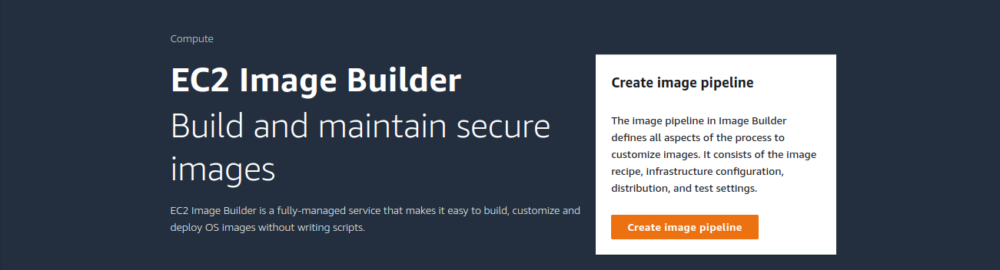 Compute
EC2 Image Builder
Build and maintain secure
images
EC2 Image Builder is a fully-managed service that makes it easy to build, customize and
deploy OS images without writing scripts.
Create image pipeline
The image pipeline in Image Builder
defines all aspects of the process to
customize images. It consists of the image
recipe, infrastructure configuration,
distribution, and test settings.
Create image pipeline